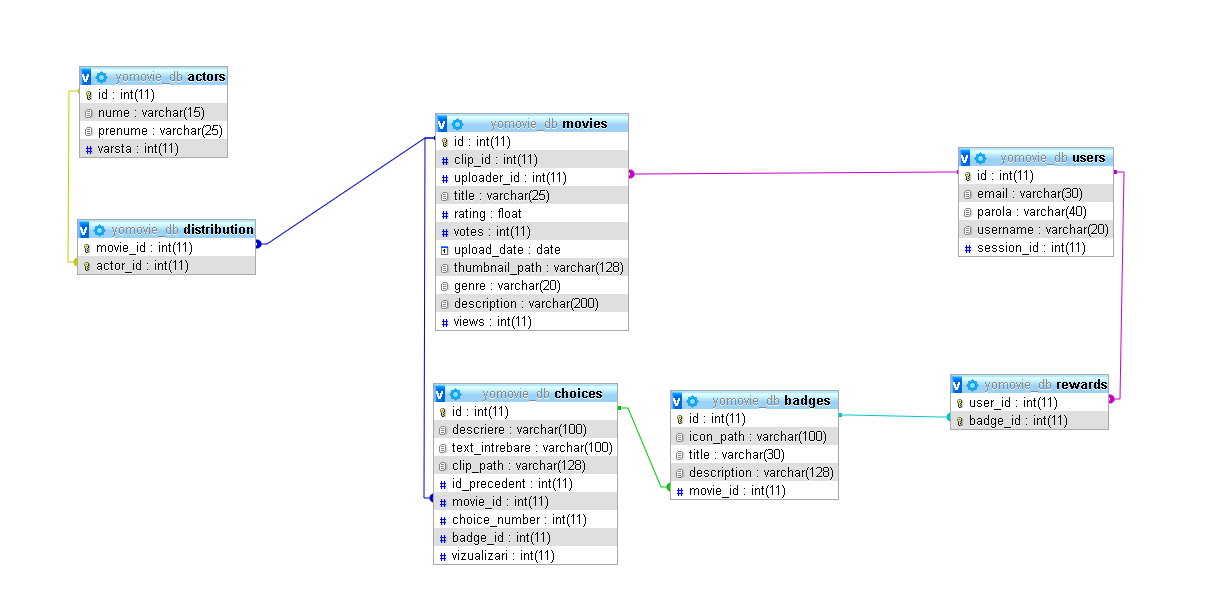 v yomovie_db actors
id : int(11)
nume : varchar(15)
prenume : varchar(25)
# varsta : int(11)
v yomovie_db distribution
movie_id : int(11)
actor_id : int(11)
v yomovie_db movies
id : int(11)
# clip_id : int(11)
# uploader_id : int(11)
title : varchar(25)
# rating : float
# votes : int(11)
upload_date : date
thumbnail_path : varchar(128)
genre : varchar(20)
description : varchar(200)
# views : int(11)
v yomovie_db users
id : int(11)
email : varchar(30)
parola : varchar(40)
username : varchar(20)
# session_id : int(11)
v yomovie_db choices
id : int(11)
descriere : varchar(100)
text_intrebare : varchar(100)
clip_path : varchar(128)
# id_precedent : int(11)
# movie_id : int(11)
# choice_number : int(11)
# badge_id : int(11)
# vizualizari : int(11)
v yomovie_db badges
id : int(11)
icon_path : varchar(100)
title : varchar(30)
description : varchar(128)
# movie_id : int(11)
v yomovie_db rewards
user_id : int(11)
badge_id : int(11)